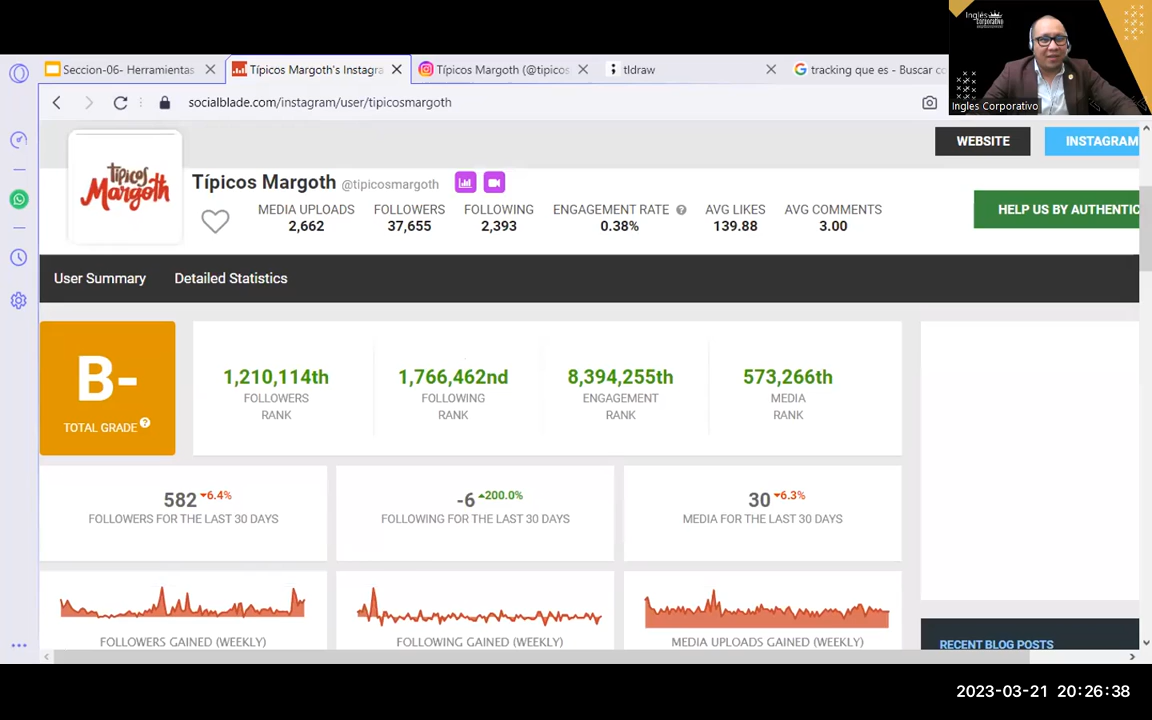 Seccion-06- Herramientas
Típicos Margoth's Instagra
Típicos Margoth (@tipicos
tldraw
tracking que es - Buscar co
Inglés
Corporativo
Ingles Corporativo
socialblade.com/instagram/user/tipicosmargoth
WEBSITE
INSTAGRAM
típicos
Margoth
Típicos Margoth @tipicosmargoth
MEDIA UPLOADS FOLLOWERS FOLLOWING ENGAGEMENT RATE AVG LIKES AVG COMMENTS
2,662 37,655 2,393 0.38% 139.88 3.00
HELP US BY AUTHENTIC
User Summary Detailed Statistics
B-
TOTAL GRADE
1,210,114th
FOLLOWERS
RANK
1,766,462nd
FOLLOWING
RANK
8,394,255th
ENGAGEMENT
RANK
573,266th
MEDIA
RANK
582 6.4%
FOLLOWERS FOR THE LAST 30 DAYS
-6 200.0%
FOLLOWING FOR THE LAST 30 DAYS
30 6.3%
MEDIA FOR THE LAST 30 DAYS
FOLLOWERS GAINED (WEEKLY)
FOLLOWING GAINED (WEEKLY)
MEDIA UPLOADS GAINED (WEEKLY)
RECENT BLOG POSTS
2023-03-21 20:26:38